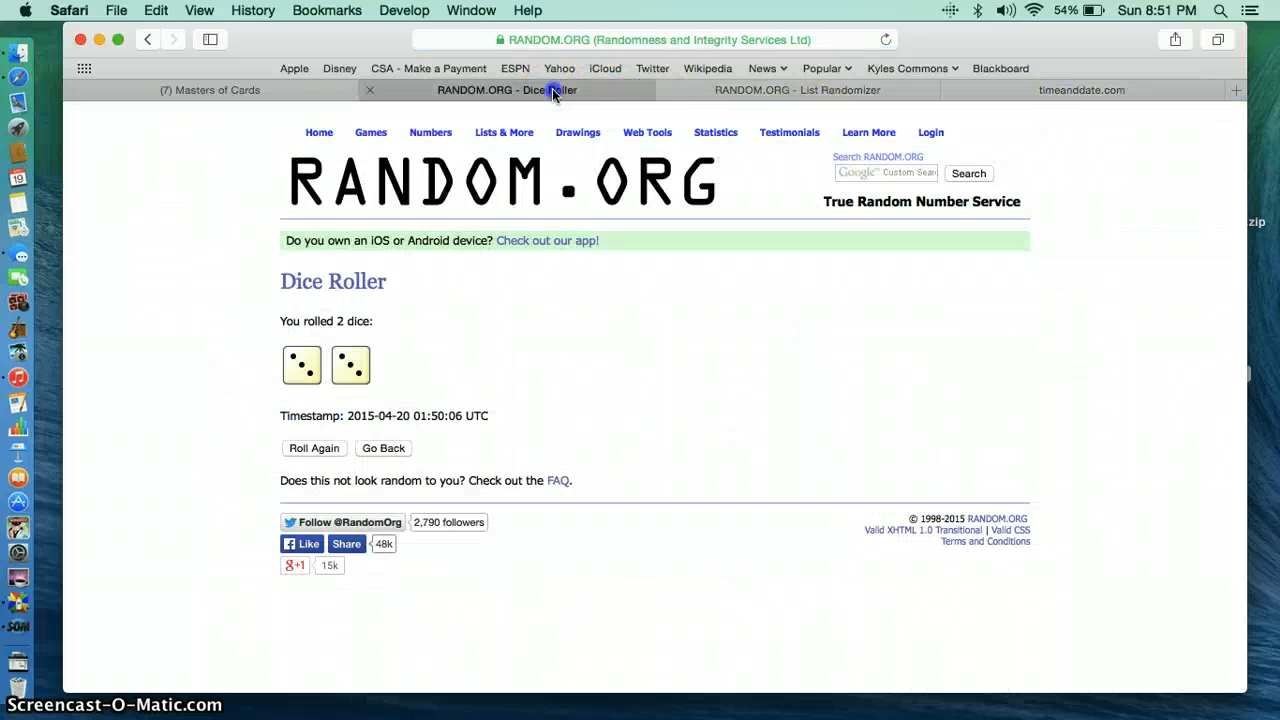 Safari File Edit View History Bookmarks Develop Window Help 54% Sun 8:51 PM
RANDOM.ORG (Randomness and Integrity Services Ltd)
Apple Disney CSA - Make a Payment ESPN Yahoo iCloud Twitter Wikipedia News Popular Kyles Commons Blackboard
(7) Masters of Cards RANDOM.ORG - Dice Roller RANDOM.ORG - List Randomizer timeanddate.com
Home Games Numbers Lists & More Drawings Web Tools Statistics Testimonials Learn More Login
RANDOM.ORG
Search RANDOM.ORG
Google™ Custom Sear Search
True Random Number Service
zip
Do you own an iOS or Android device? Check out our app!
Dice Roller
You rolled 2 dice:
Timestamp: 2015-04-20 01:50:06 UTC
Roll Again Go Back
Does this not look random to you? Check out the FAQ.
Follow @RandomOrg 2,790 followers
Like Share 48k
g+1 15k
© 1998-2015 RANDOM.ORG
Valid XHTML 1.0 Transitional | Valid CSS
Terms and Conditions
19
SOM
Screencast-O-Matic.com